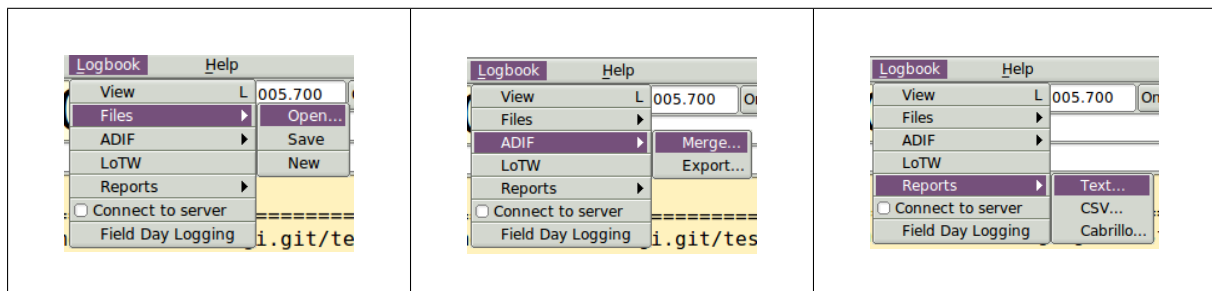 Logbook Help
View L 005.700
Files Open...
ADIF Save
LoTW New
Reports
Connect to server
Field Day Logging i.git/te
Logbook Help
View L 005.700
Files
ADIF Merge...
LoTW Export...
Reports
Connect to server
Field Day Logging i.git/tes
Logbook Help
View L 005.700 On
Files
ADIF
LoTW
Reports Text...
Connect to server CSV...
Field Day Logging Cabrillo...